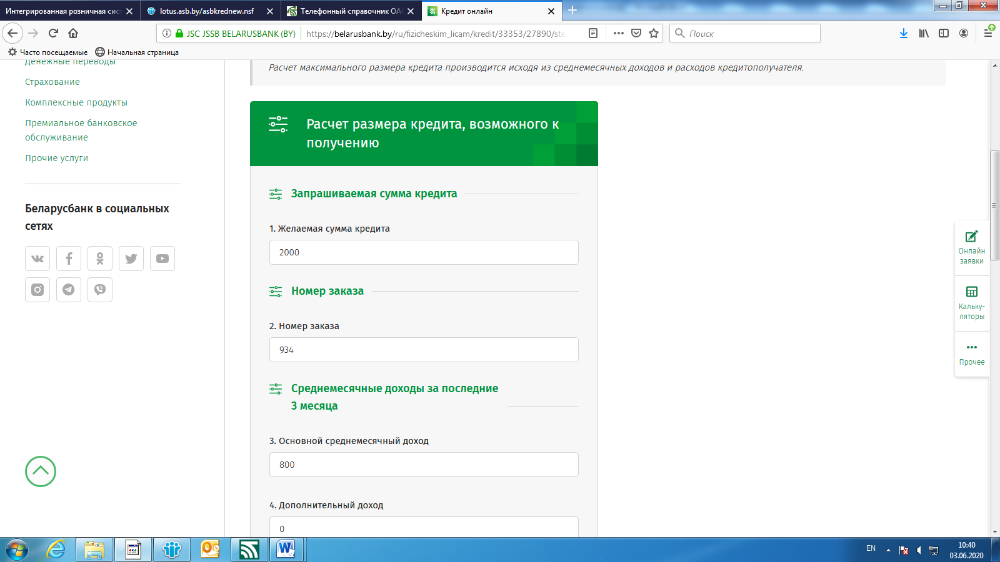 Интегрированная розничная сист
lotus.asb.by/asbkrednew.nsf
Телефонный справочник ОАО
Кредит онлайн
JSC JSSB BELARUSBANK (BY)
https://belarusbank.by/ru/fizicheskim_licam/kredit/33353/27890/ste
Поиск
Часто посещаемые
Начальная страница
Денежные переводы
Страхование
Комплексные продукты
Премиальное банковское
обслуживание
Прочие услуги
Беларусбанк в социальных
сетях
Расчет максимального размера кредита производится исходя из среднемесячных доходов и расходов кредитополучателя.
Расчет размера кредита, возможного к
получению
Запрашиваемая сумма кредита
1. Желаемая сумма кредита
2000
Номер заказа
2. Номер заказа
934
Среднемесячные доходы за последние
3 месяца
3. Основной среднемесячный доход
800
4. Дополнительный доход
0
Онлайн
заявки
Кальку-
ляторы
Прочее
EN
10:40
03.06.2020